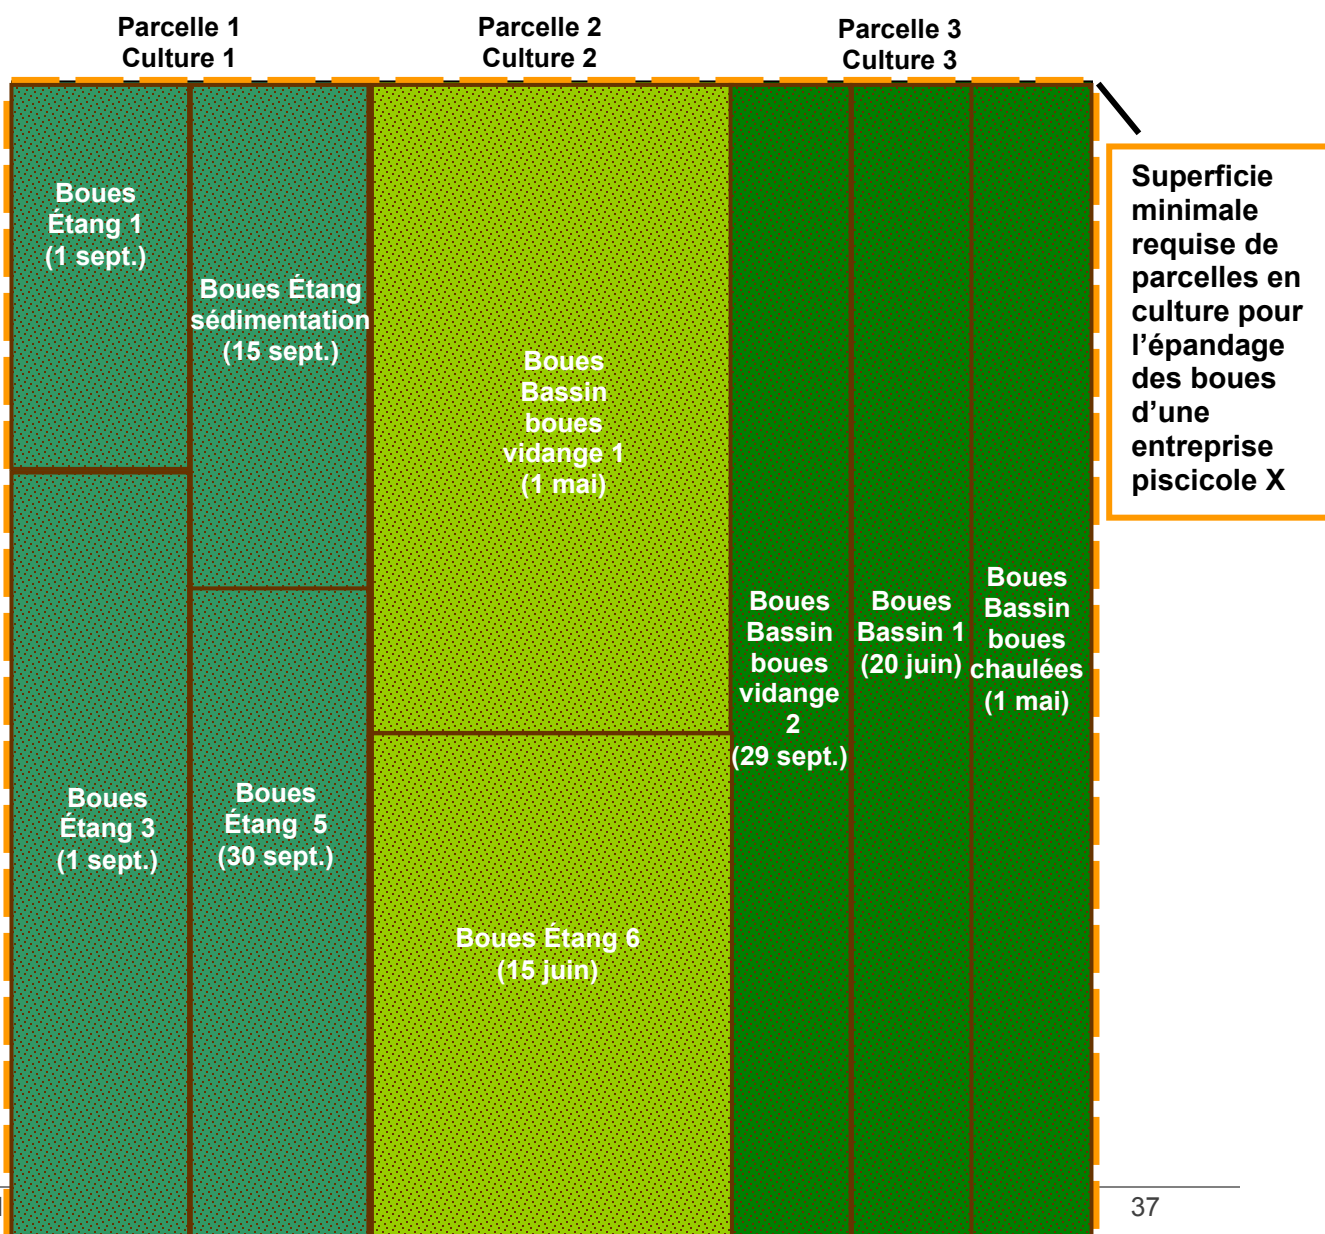 Parcelle 1
Culture 1
Parcelle 2
Culture 2
Parcelle 3
Culture 3
Boues
Étang 1
(1 sept.)
Boues Étang
sédimentation
(15 sept.)
Boues
Étang 3
(1 sept.)
Boues
Étang  5
(30 sept.)
Boues
Bassin
boues
vidange 1
(1 mai)
Boues Étang 6
(15 juin)
Boues
Bassin
boues
vidange
2
(29 sept.)
Boues
Bassin 1
(20 juin)
Boues
Bassin
boues
chaulées
(1 mai)
Superficie
minimale
requise de
parcelles en
culture pour
l'épandage
des boues
d'une
entreprise
piscicole X
37